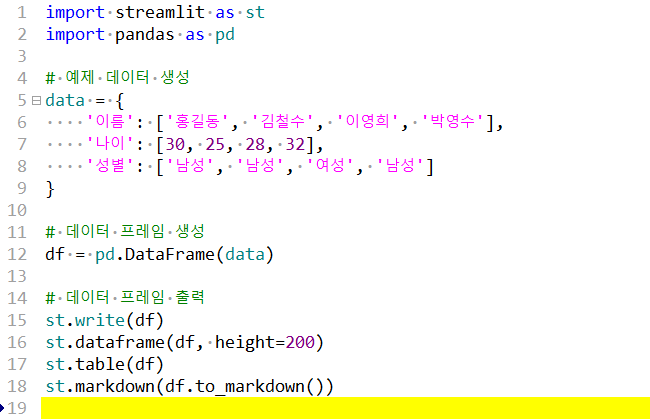 1 import streamlit as st
2 import pandas as pd
3
4 # 예제 데이터 생성
5 data = {
6     '이름': ['홍길동', '김철수', '이영희', '박영수'],
7     '나이': [30, 25, 28, 32],
8     '성별': ['남성', '남성', '여성', '남성']
9 }
10
11 # 데이터 프레임 생성
12 df = pd.DataFrame(data)
13
14 # 데이터 프레임 출력
15 st.write(df)
16 st.dataframe(df, height=200)
17 st.table(df)
18 st.markdown(df.to_markdown())
19